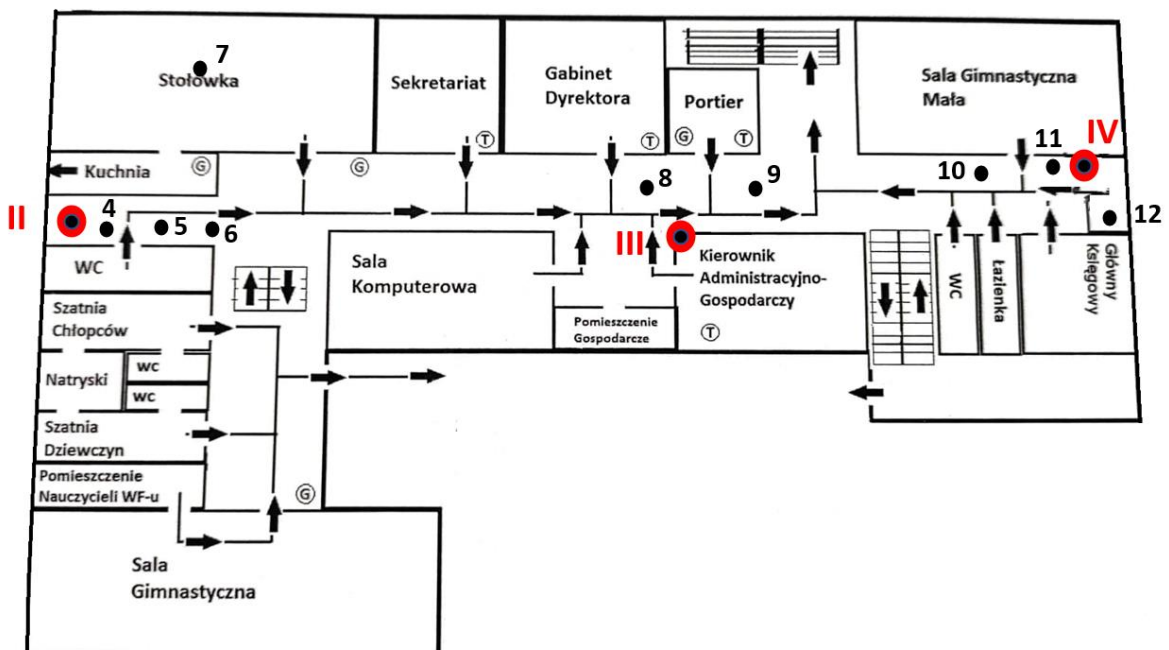 7
Stołówka
Sekretariat
T
Gabinet
Dyrektora
T
Portier
G
T
Sala Gimnastyczna
Mała
IV
11
10
12
Kuchnia
G
G
II
4
5
6
8
9
III
WC
Szatnia
Chłopców
Natryski
WC
WC
Szatnia
Dziewczyn
Pomieszczenie
Nauczycieli WF-u
G
Sala
Gimnastyczna
Sala
Komputerowa
Pomieszczenie
Gospodarcze
Kierownik
Administracyjno-
Gospodarczy
T
WC
Łazienka
Główny
Księgowy